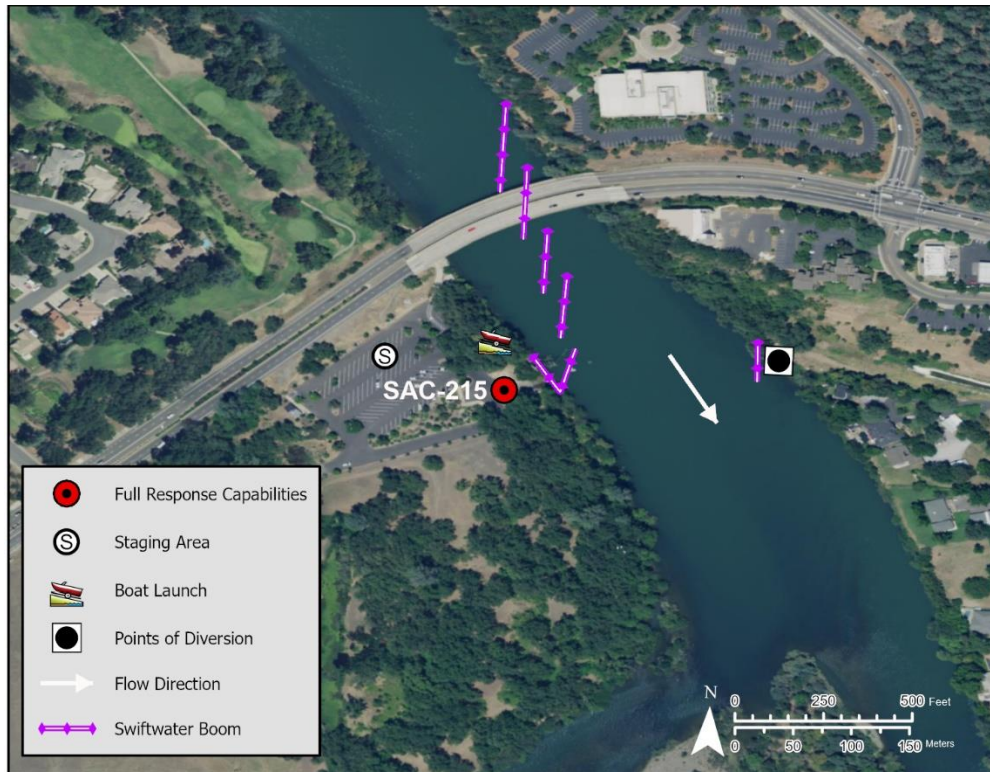 SAC-215
S
Full Response Capabilities
S
Staging Area
Boat Launch
Points of Diversion
Flow Direction
Swiftwater Boom
N
0 250 500 Feet
0 50 100 150 Meters